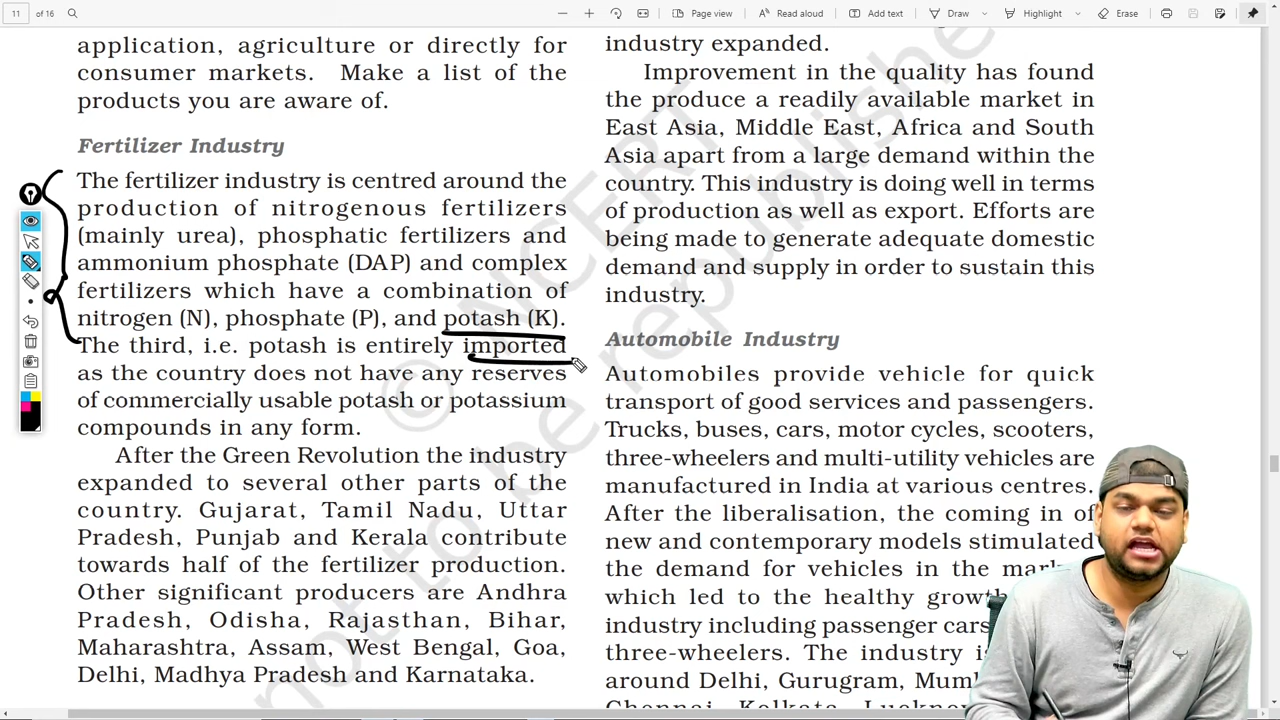 11 of 16
Page view
Read aloud
Add text
Draw
Highlight
Erase
application, agriculture or directly for
consumer markets. Make a list of the
products you are aware of.
Fertilizer Industry
The fertilizer industry is centred around the
production of nitrogenous fertilizers
(mainly urea), phosphatic fertilizers and
ammonium phosphate (DAP) and complex
fertilizers which have a combination of
nitrogen (N), phosphate (P), and potash (K).
The third, i.e. potash is entirely imported
as the country does not have any reserves
of commercially usable potash or potassium
compounds in any form.
After the Green Revolution the industry
expanded to several other parts of the
country. Gujarat, Tamil Nadu, Uttar
Pradesh, Punjab and Kerala contribute
towards half of the fertilizer production.
Other significant producers are Andhra
Pradesh, Odisha, Rajasthan, Bihar,
Maharashtra, Assam, West Bengal, Goa,
Delhi, Madhya Pradesh and Karnataka.
industry expanded.
Improvement in the quality has found
the produce a readily available market in
East Asia, Middle East, Africa and South
Asia apart from a large demand within the
country. This industry is doing well in terms
of production as well as export. Efforts are
being made to generate adequate domestic
demand and supply in order to sustain this
industry.
Automobile Industry
Automobiles provide vehicle for quick
transport of good services and passengers.
Trucks, buses, cars, motor cycles, scooters,
three-wheelers and multi-utility vehicles are
manufactured in India at various centres.
After the liberalisation, the coming in of
new and contemporary models stimulated
the demand for vehicles in the
which led to the healthy growth
industry including passenger cars
three-wheelers. The industry
around Delhi, Gurugram,
Chennai, Kolkata,
© NCERT
not to be republished